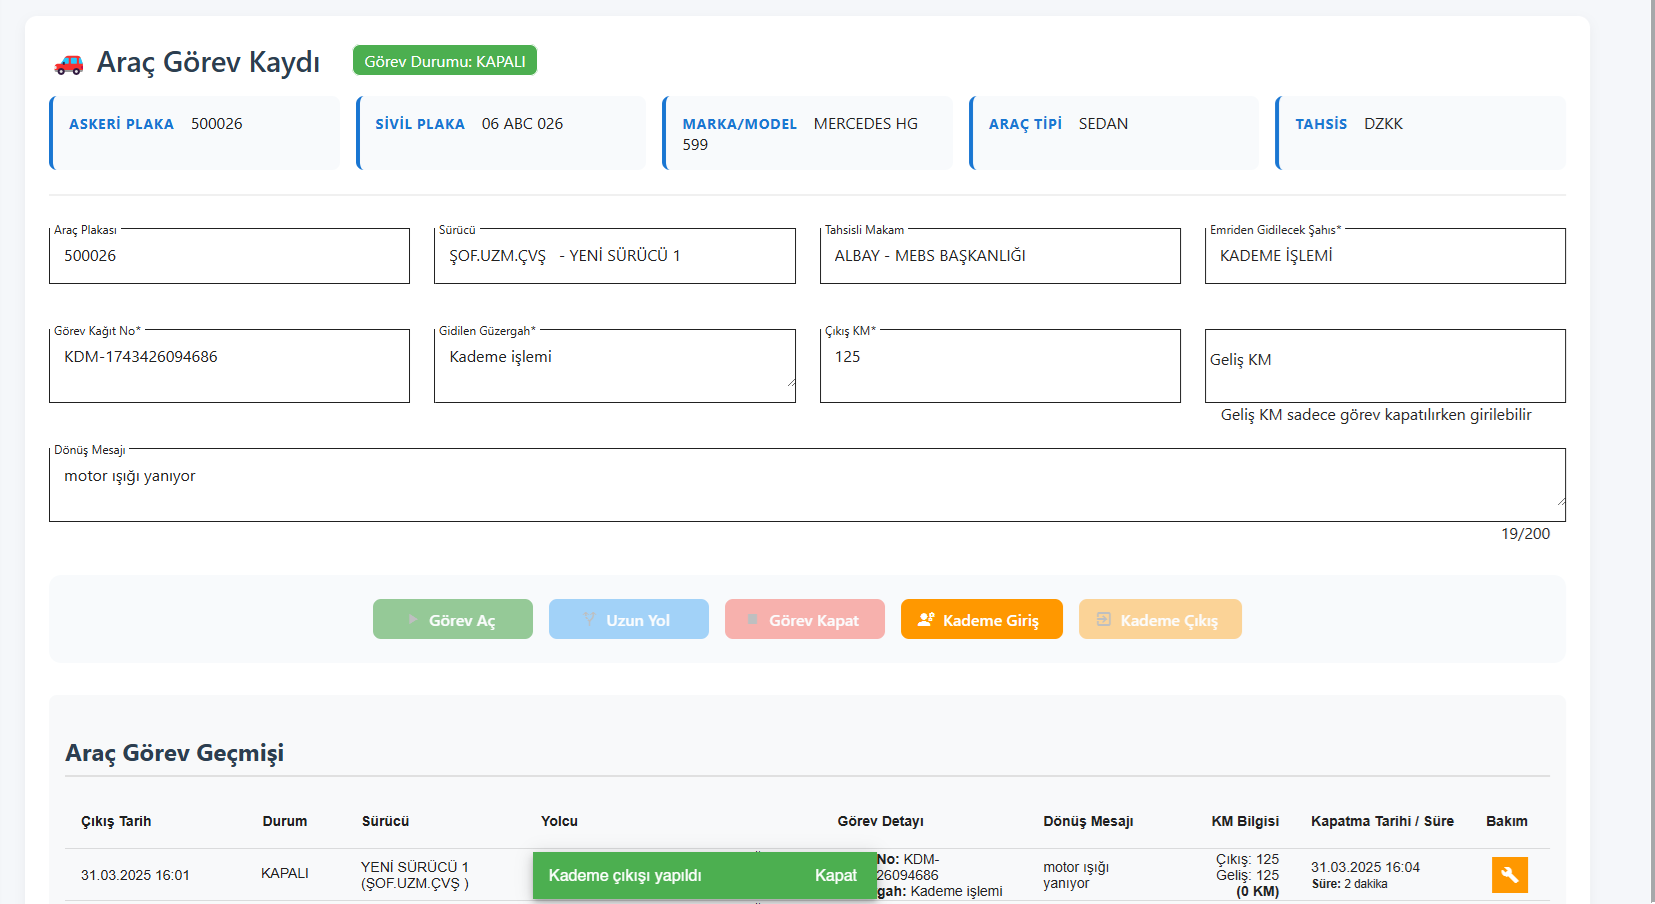 Araç Görev Kaydı
Görev Durumu: KAPALI
ASKERİ PLAKA 500026
SİVİL PLAKA 06 ABC 026
MARKA/MODEL MERCEDES HG
599
ARAÇ TİPİ SEDAN
TAHSİS DZKK
Araç Plakası
500026
Sürücü
ŞOF.UZM.ÇVŞ - YENİ SÜRÜCÜ 1
Tahsisli Makam
ALBAY - MEBS BAŞKANLIĞI
Emriden Gidilecek Şahıs*
KADEME İŞLEMİ
Görev Kağıt No*
KDM-1743426094686
Gidilen Güzergah*
Kademe işlemi
Çıkış KM*
125
Geliş KM
Geliş KM sadece görev kapatılırken girilebilir
Dönüş Mesajı
motor ışığı yanıyor
19/200
Görev Aç
Uzun Yol
Görev Kapat
Kademe Giriş
Kademe Çıkış
Araç Görev Geçmişi
Çıkış Tarih Durum Sürücü Yolcu Görev Detayı Dönüş Mesajı KM Bilgisi Kapatma Tarihi / Süre Bakım
31.03.2025 16:01
KAPALI
YENİ SÜRÜCÜ 1
(ŞOF.UZM.ÇVŞ )
Kademe çıkışı yapıldı Kapat
No: KDM-
26094686
gah: Kademe işlemi
motor ışığı
yanıyor
Çıkış: 125
Geliş: 125
(0 KM)
31.03.2025 16:04
Süre: 2 dakika